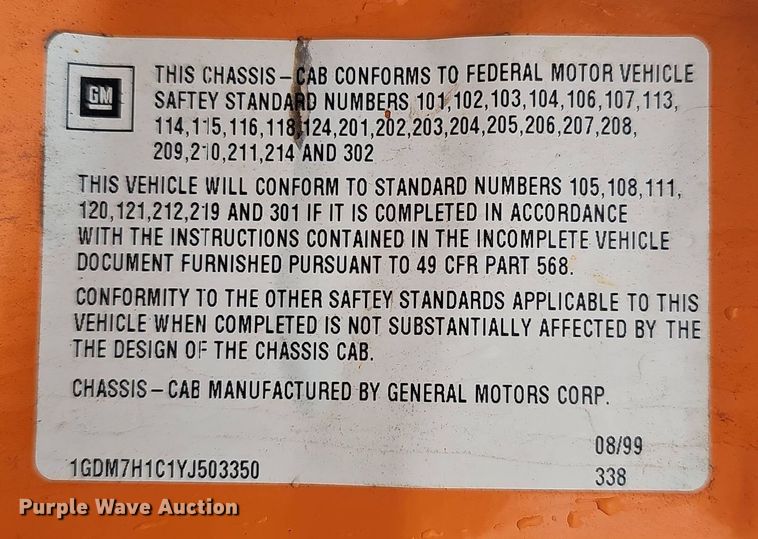 GM
THIS CHASSIS-CAB CONFORMS TO FEDERAL MOTOR VEHICLE
SAFTEY STANDARD NUMBERS 101,102,103,104,106,107,113,
114,115,116,118,124,201,202,203,204,205,206,207,208,
209,210,211,214 AND 302
THIS VEHICLE WILL CONFORM TO STANDARD NUMBERS 105,108,111,
120,121,212,219 AND 301 IF IT IS COMPLETED IN ACCORDANCE
WITH THE INSTRUCTIONS CONTAINED IN THE INCOMPLETE VEHICLE
DOCUMENT FURNISHED PURSUANT TO 49 CFR PART 568.
CONFORMITY TO THE OTHER SAFTEY STANDARDS APPLICABLE TO THIS
VEHICLE WHEN COMPLETED IS NOT SUBSTANTIALLY AFFECTED BY THE
THE DESIGN OF THE CHASSIS CAB.
CHASSIS-CAB MANUFACTURED BY GENERAL MOTORS CORP.
08/99
1GDM7H1C1YJ503350
338
Purple Wave Auction